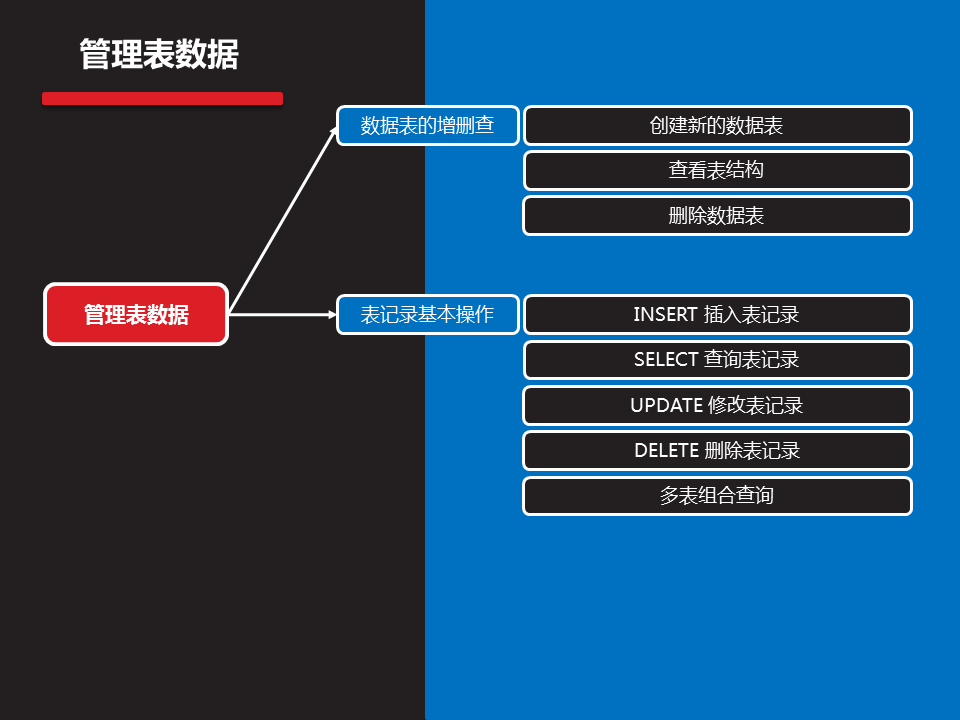 管理表数据
数据表的增删查
创建新的数据表
查看表结构
删除数据表
管理表数据
表记录基本操作
INSERT 插入表记录
SELECT 查询表记录
UPDATE 修改表记录
DELETE 删除表记录
多表组合查询